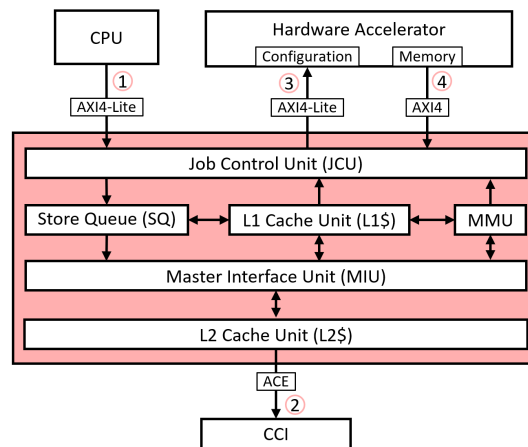 CPU
Hardware Accelerator
Configuration
Memory
1
3
4
AXI4-Lite
AXI4-Lite
AXI4
Job Control Unit (JCU)
Store Queue (SQ)
L1 Cache Unit (L1$)
MMU
Master Interface Unit (MIU)
L2 Cache Unit (L2$)
ACE
2
CCI